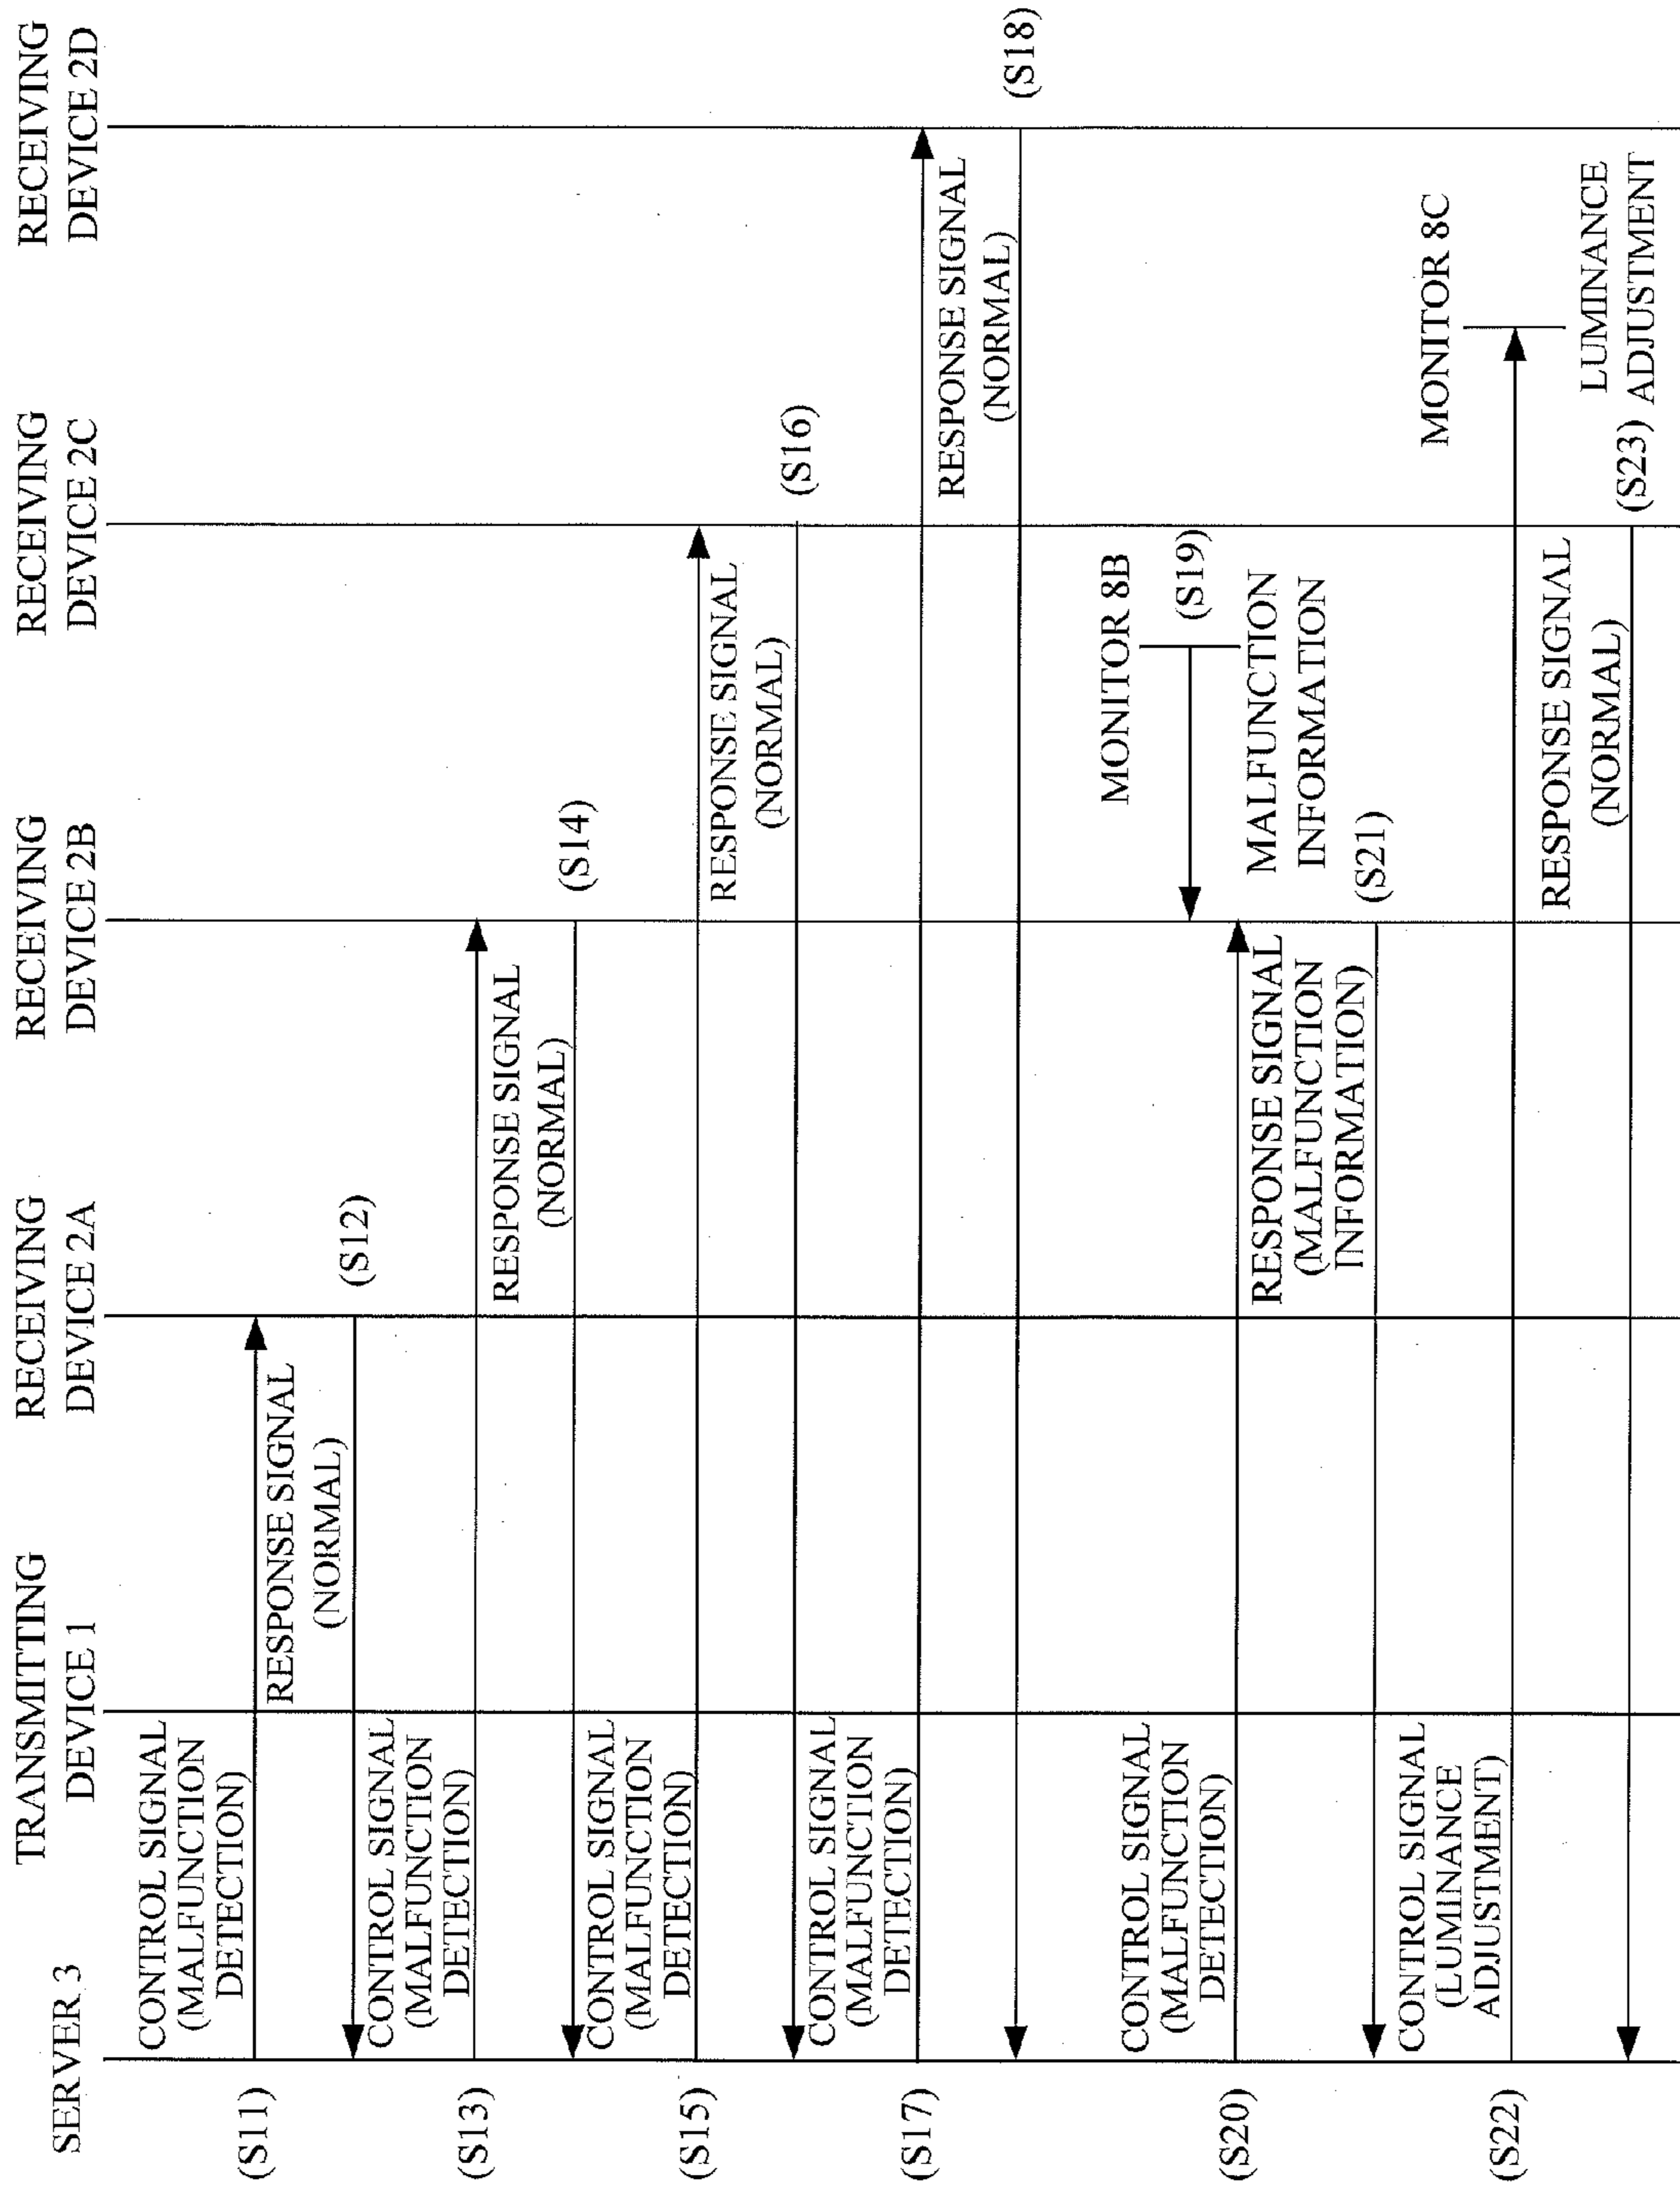 SERVER 3
TRANSMITTING
DEVICE 1
RECEIVING
DEVICE 2A
RECEIVING
DEVICE 2B
RECEIVING
DEVICE 2C
RECEIVING
DEVICE 2D
(S11)
CONTROL SIGNAL
(MALFUNCTION
DETECTION)
RESPONSE SIGNAL
(NORMAL)
(S12)
(S13)
CONTROL SIGNAL
(MALFUNCTION
DETECTION)
RESPONSE SIGNAL
(NORMAL)
(S14)
(S15)
CONTROL SIGNAL
(MALFUNCTION
DETECTION)
RESPONSE SIGNAL
(NORMAL)
(S16)
(S17)
CONTROL SIGNAL
(MALFUNCTION
DETECTION)
RESPONSE SIGNAL
(NORMAL)
(S18)
MONITOR 8B
(S19)
MALFUNCTION
INFORMATION
(S20)
CONTROL SIGNAL
(MALFUNCTION
DETECTION)
RESPONSE SIGNAL
(MALFUNCTION
INFORMATION)
(S21)
(S22)
CONTROL SIGNAL
(LUMINANCE
ADJUSTMENT)
MONITOR 8C
LUMINANCE
ADJUSTMENT
RESPONSE SIGNAL
(NORMAL)
(S23)